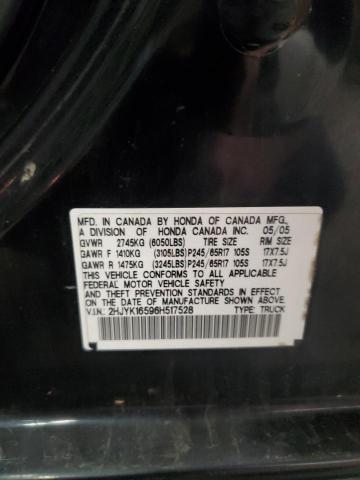 MFD. IN CANADA BY HONDA OF CANADA MFG.,
A DIVISION OF HONDA CANADA INC. 05/05
GVWR 2745KG (6050LBS) TIRE SIZE RIM SIZE
GAWR F 1410KG (3105LBS) P245/65R17 105S 17X7.5J
GAWR R 1475KG (3245LBS) P245/65R17 105S 17X7.5J
THIS VEHICLE CONFORMS TO ALL APPLICABLE
FEDERAL MOTOR VEHICLE SAFETY
AND THEFT PREVENTION STANDARDS IN EFFECT
ON THE DATE OF MANUFACTURE SHOWN ABOVE.
V.I.N.: 2HJYK16596H517528 TYPE: TRUCK